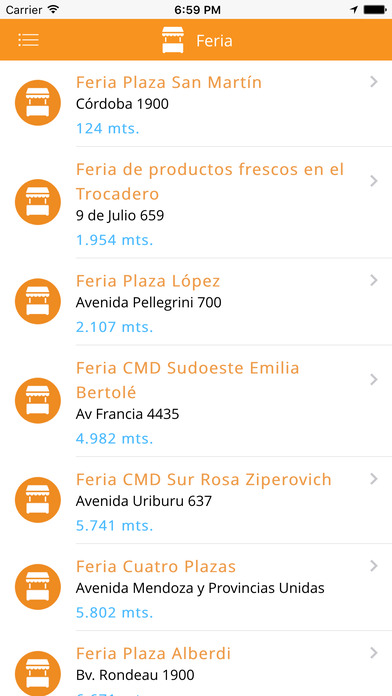 Carrier 6:59 PM
Feria
Feria Plaza San Martín
Córdoba 1900
124 mts.
Feria de productos frescos en el
Trocadero
9 de Julio 659
1.954 mts.
Feria Plaza López
Avenida Pellegrini 700
2.107 mts.
Feria CMD Sudoeste Emilia
Bertolé
Av Francia 4435
4.982 mts.
Feria CMD Sur Rosa Ziperovich
Avenida Uriburu 637
5.741 mts.
Feria Cuatro Plazas
Avenida Mendoza y Provincias Unidas
5.802 mts.
Feria Plaza Alberdi
Bv. Rondeau 1900